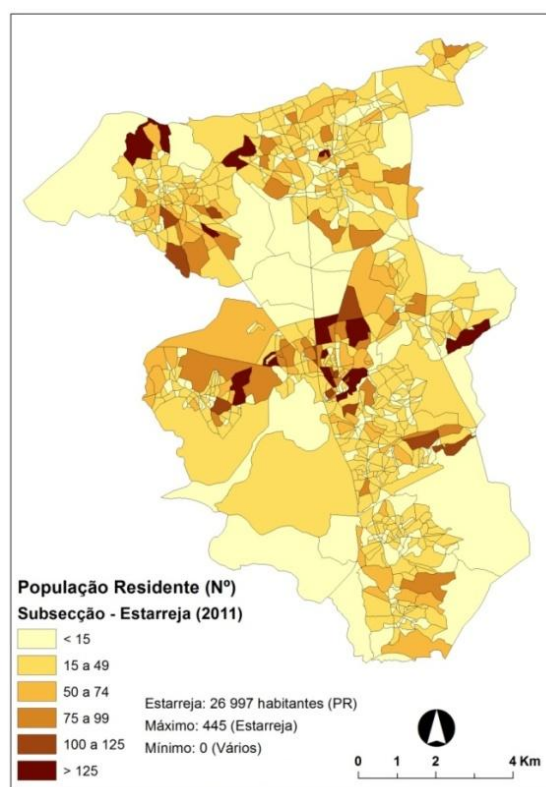 População Residente (Nº)
Subsecção - Estarreja (2011)
< 15
15 a 49
50 a 74
75 a 99
100 a 125
> 125
Estarreja: 26 997 habitantes (PR)
Máximo: 445 (Estarreja)
Mínimo: 0 (Vários)
0 1 2 4 Km